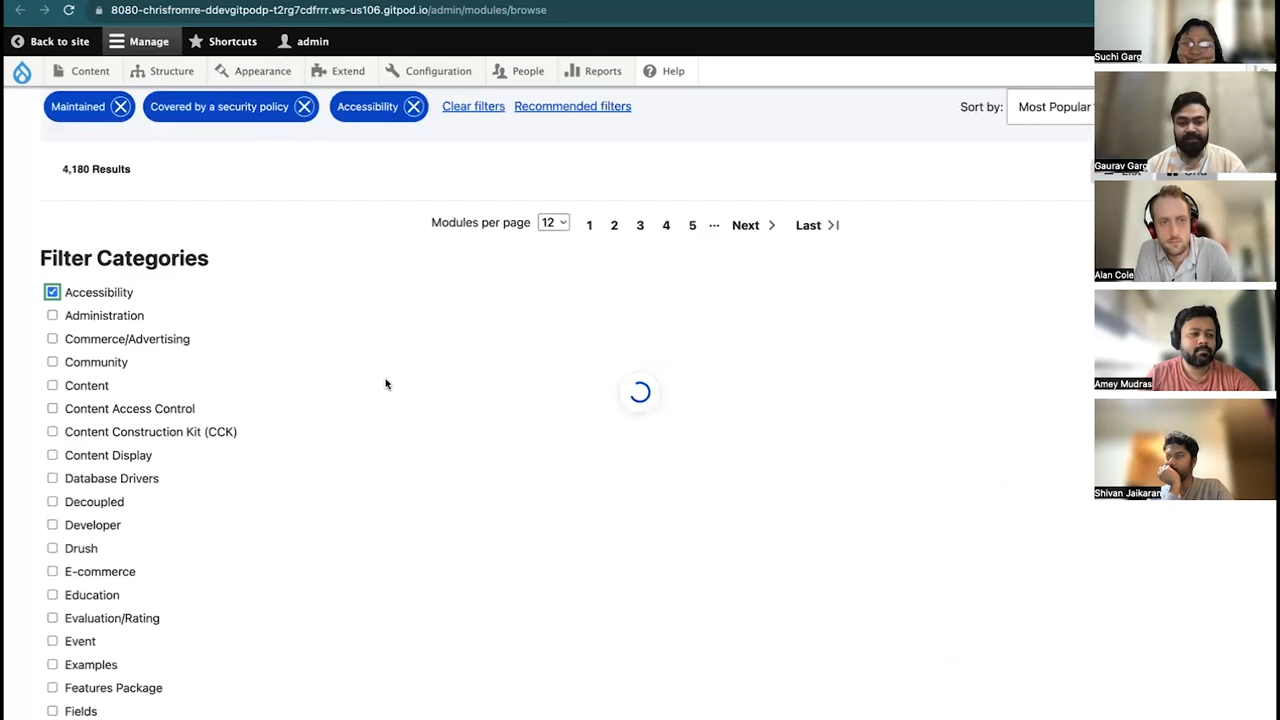 8080-chrisfromre-ddevgitpodp-t2rg7cdfrrr.ws-us106.gitpod.io/admin/modules/browse
Back to site Manage Shortcuts admin
Content Structure Appearance Extend Configuration People Reports Help
Maintained Covered by a security policy Accessibility Clear filters Recommended filters Sort by: Most Popular
4,180 Results
Modules per page 12 1 2 3 4 5 ... Next Last
Filter Categories
Accessibility
Administration
Commerce/Advertising
Community
Content
Content Access Control
Content Construction Kit (CCK)
Content Display
Database Drivers
Decoupled
Developer
Drush
E-commerce
Education
Evaluation/Rating
Event
Examples
Features Package
Fields
Suchi Garg
Gaurav Garg
Alan Cole
Amey Mudras
Shivan Jaikaran